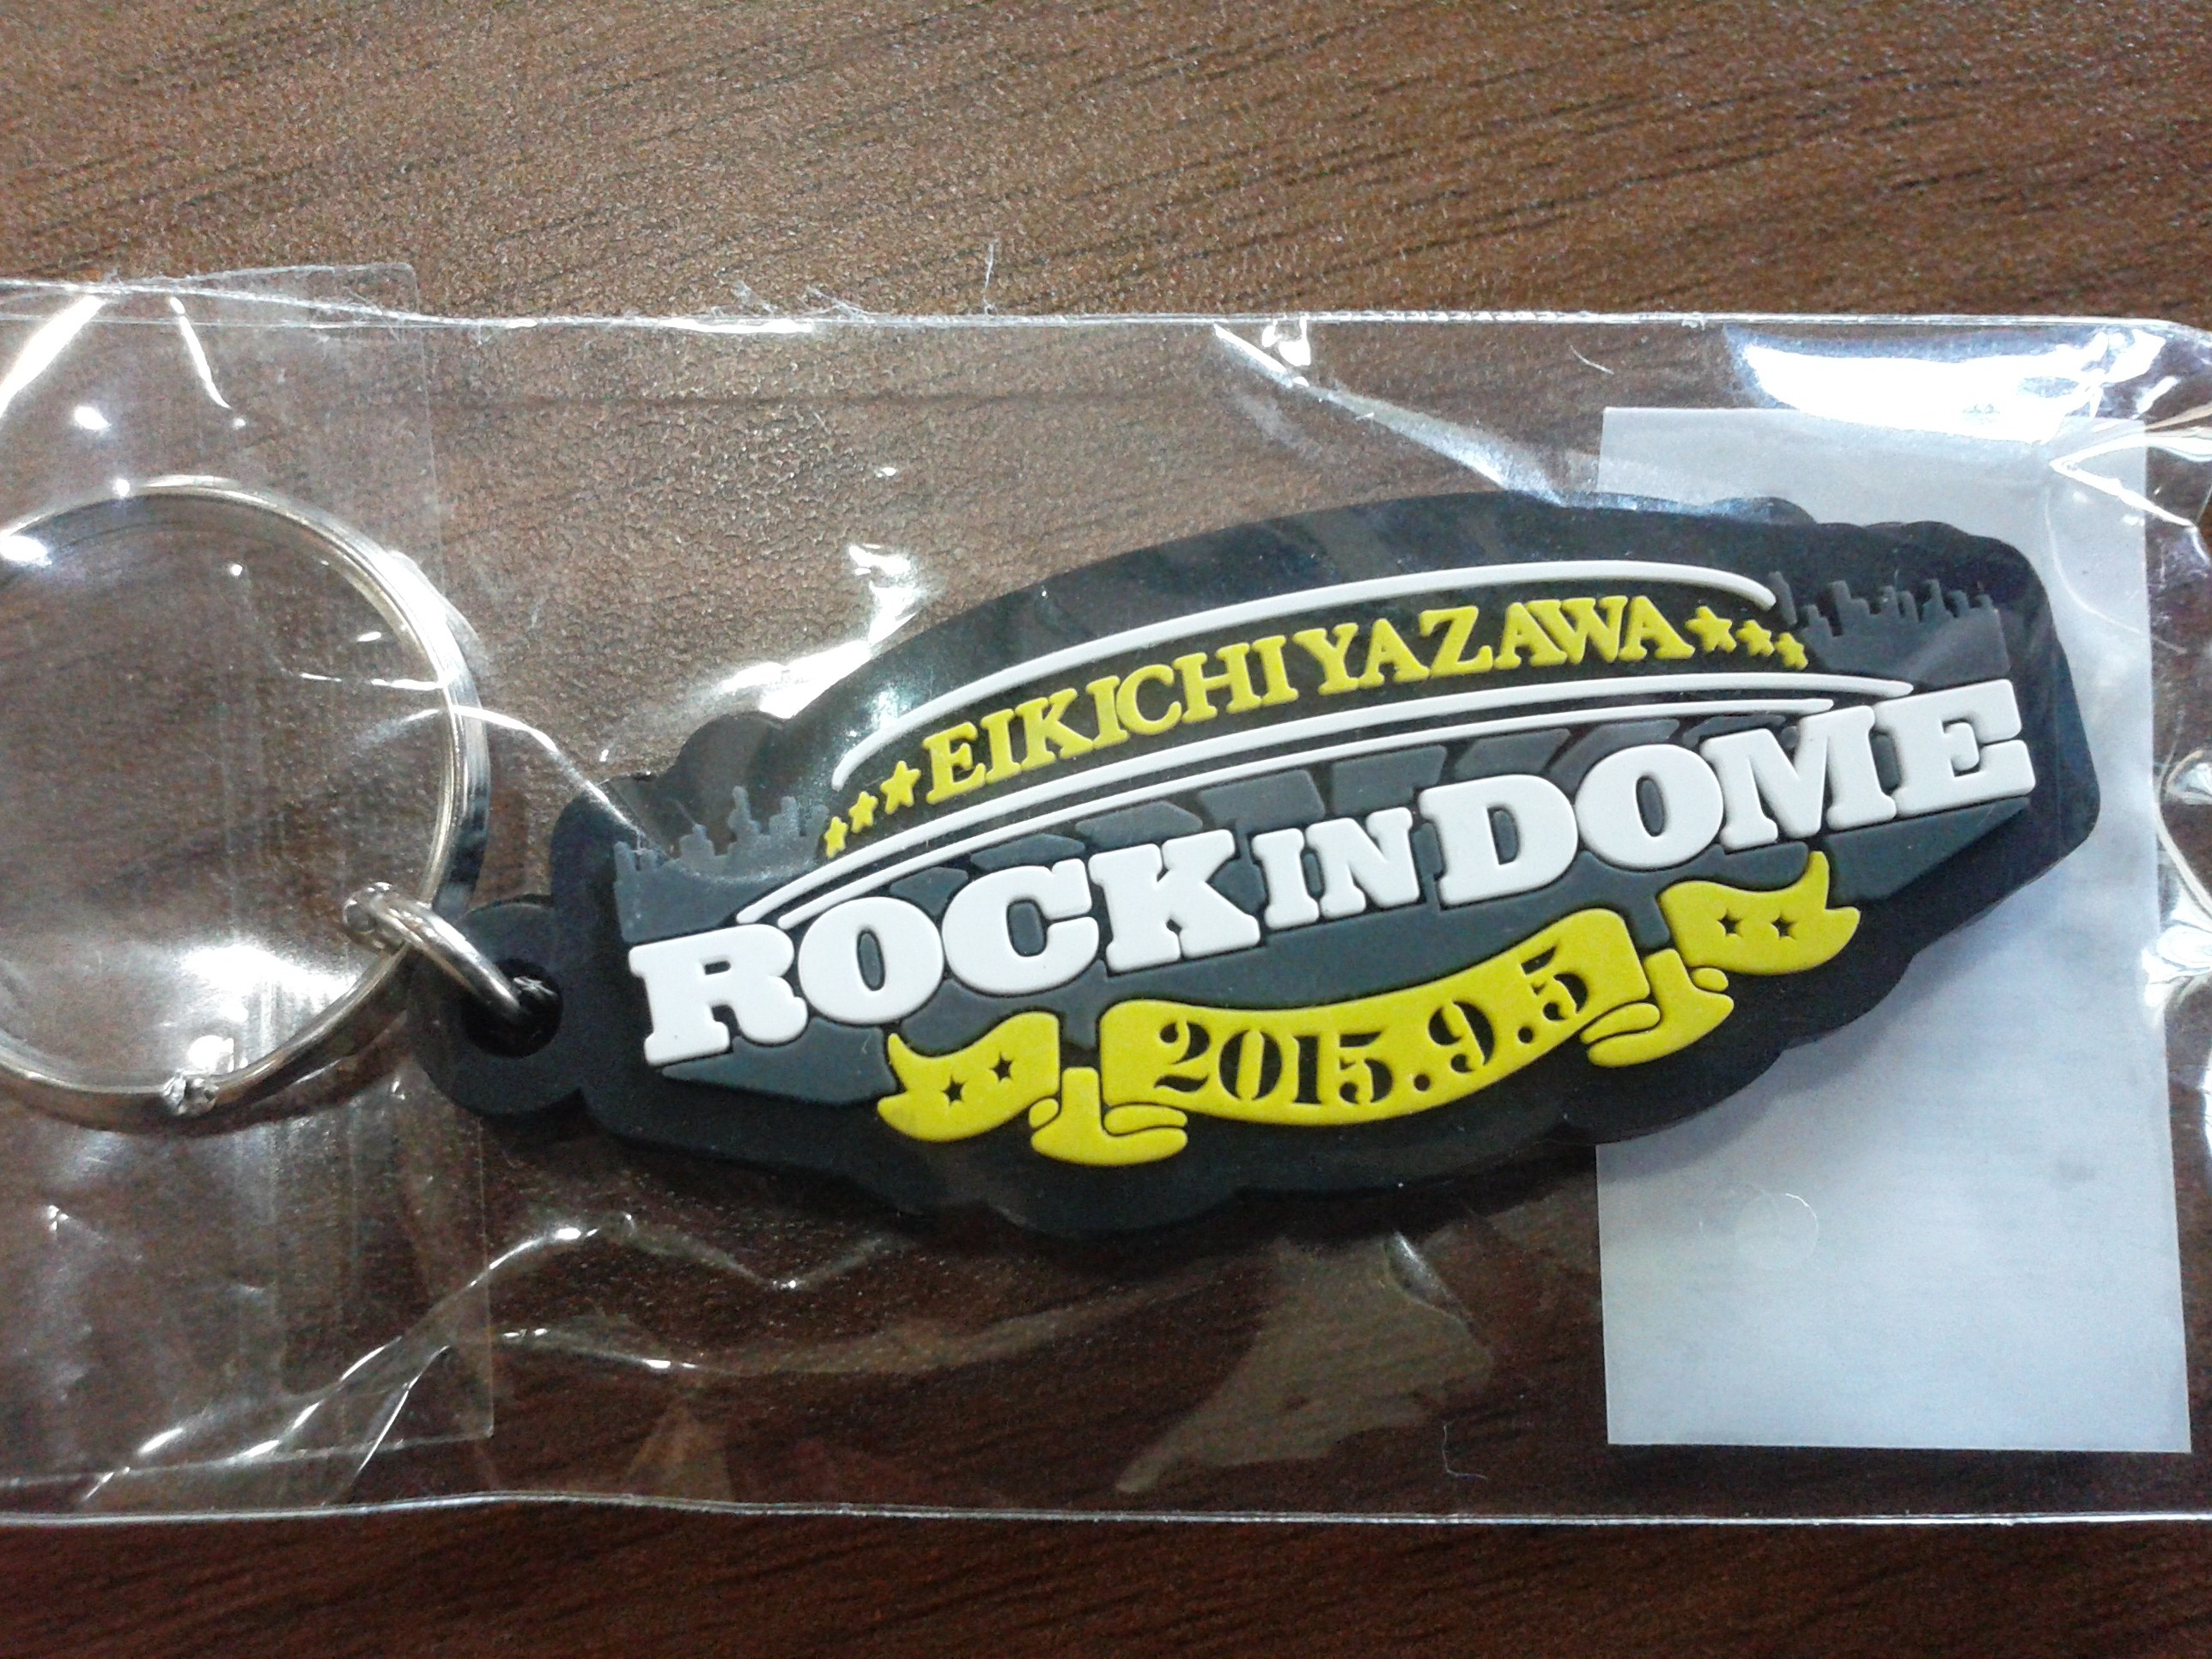 EIKICHI YAZAWA
ROCK IN DOME
2015.9.5